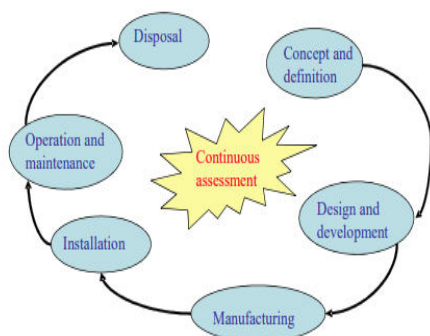 Disposal
Concept and
definition
Operation and
maintenance
Continuous
assessment
Design and
development
Installation
Manufacturing